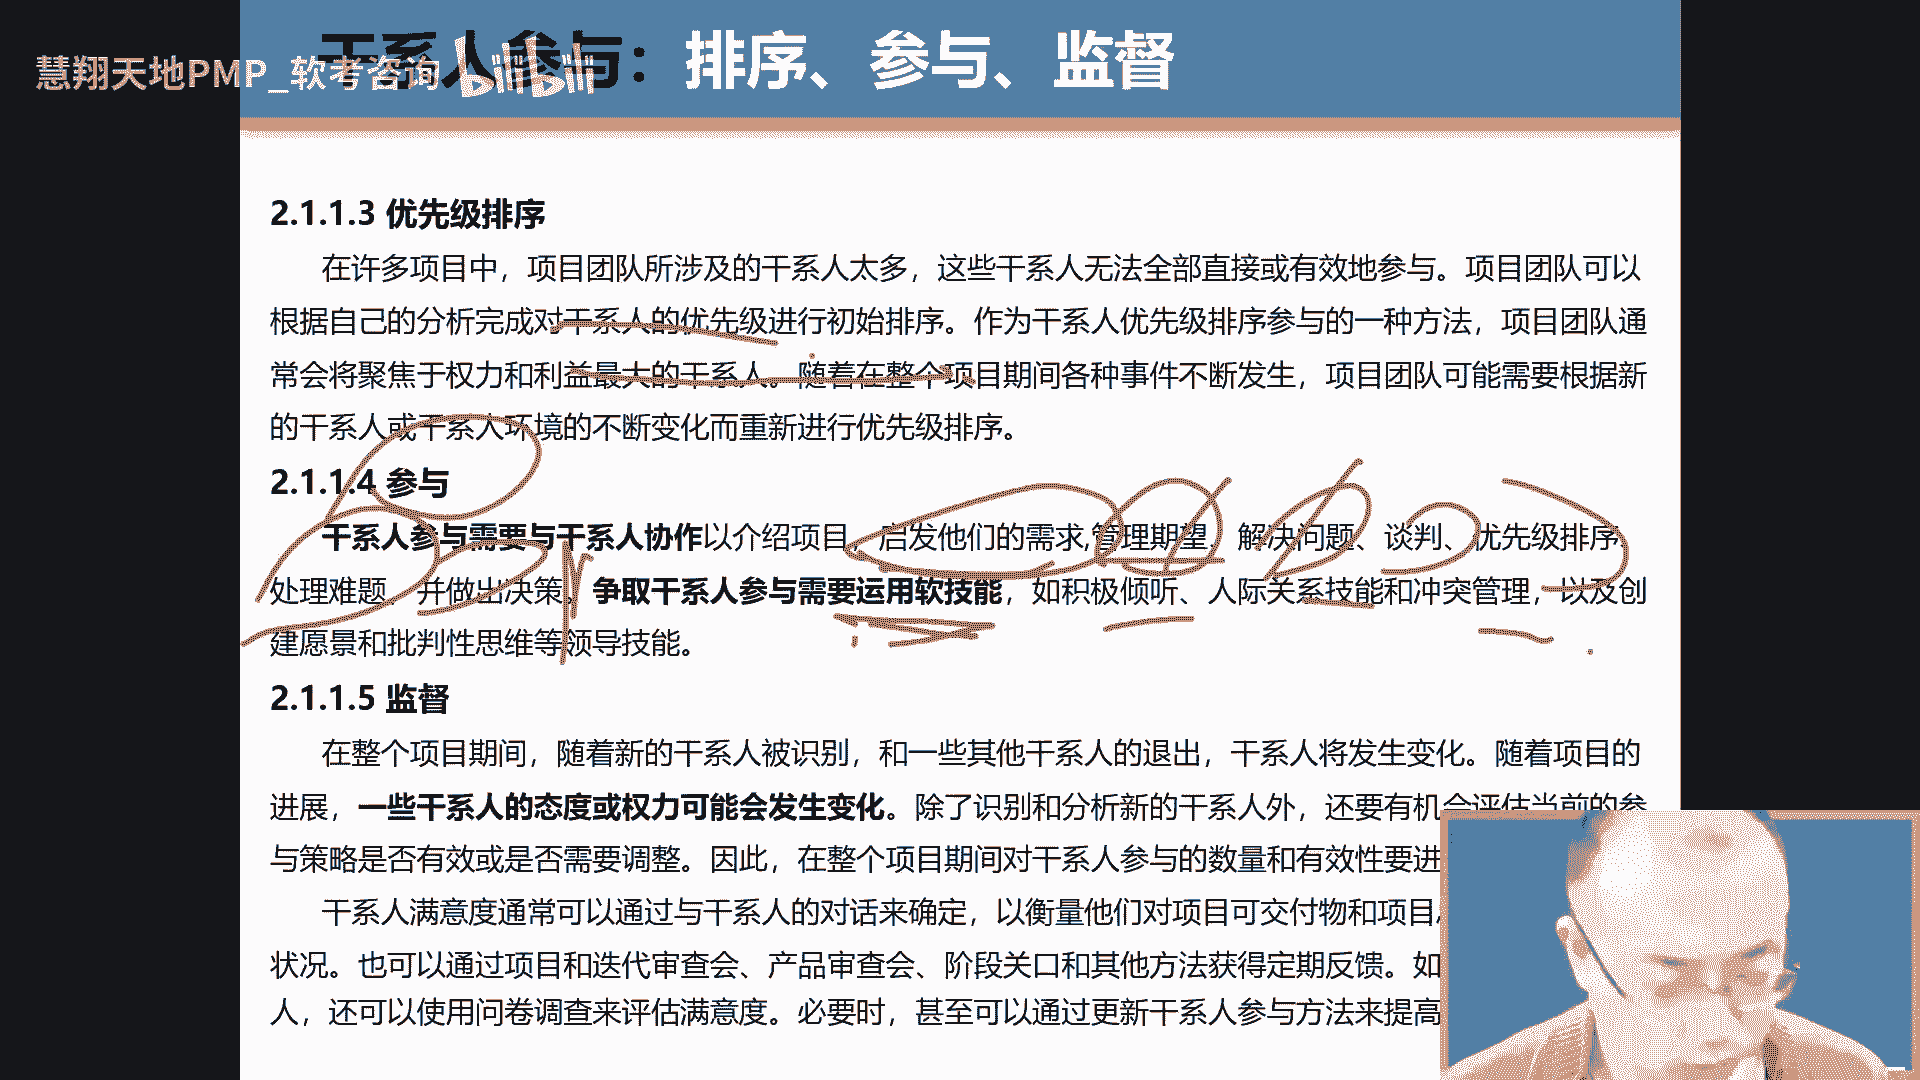 干系人参与：排序、参与、监督
慧翔天地PMP_软考咨询
bilibili
2.1.1.3 优先级排序
在许多项目中，项目团队所涉及的干系人太多，这些干系人无法全部直接或有效地参与。项目团队可以
根据自己的分析完成对干系人的优先级进行初始排序。作为干系人优先级排序参与的一种方法，项目团队通
常会将聚焦于权力和利益最大的干系人。随着在整个项目期间各种事件不断发生，项目团队可能需要根据新
的干系人或干系人环境的不断变化而重新进行优先级排序。
2.1.1.4 参与
干系人参与需要与干系人协作以介绍项目，启发他们的需求,管理期望、解决问题、谈判、优先级排序、
处理难题，并做出决策。争取干系人参与需要运用软技能，如积极倾听、人际关系技能和冲突管理，以及创
建愿景和批判性思维等领导技能。
2.1.1.5 监督
在整个项目期间，随着新的干系人被识别，和一些其他干系人的退出，干系人将发生变化。随着项目的
进展，一些干系人的态度或权力可能会发生变化。除了识别和分析新的干系人外，还要有机会评估当前的参
与策略是否有效或是否需要调整。因此，在整个项目期间对干系人参与的数量和有效性要进
干系人满意度通常可以通过与干系人的对话来确定，以衡量他们对项目可交付物和项目
状况。也可以通过项目和迭代审查会、产品审查会、阶段关口和其他方法获得定期反馈。如
人，还可以使用问卷调查来评估满意度。必要时，甚至可以通过更新干系人参与方法来提高